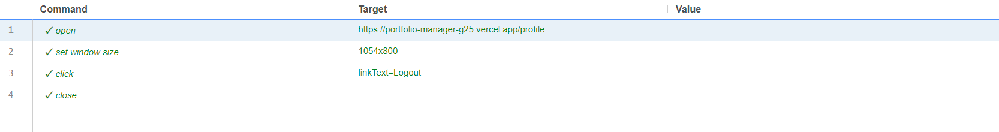 Command Target Value
1 ✓ open https://portfolio-manager-g25.vercel.app/profile
2 ✓ set window size 1054x800
3 ✓ click linkText=Logout
4 ✓ close